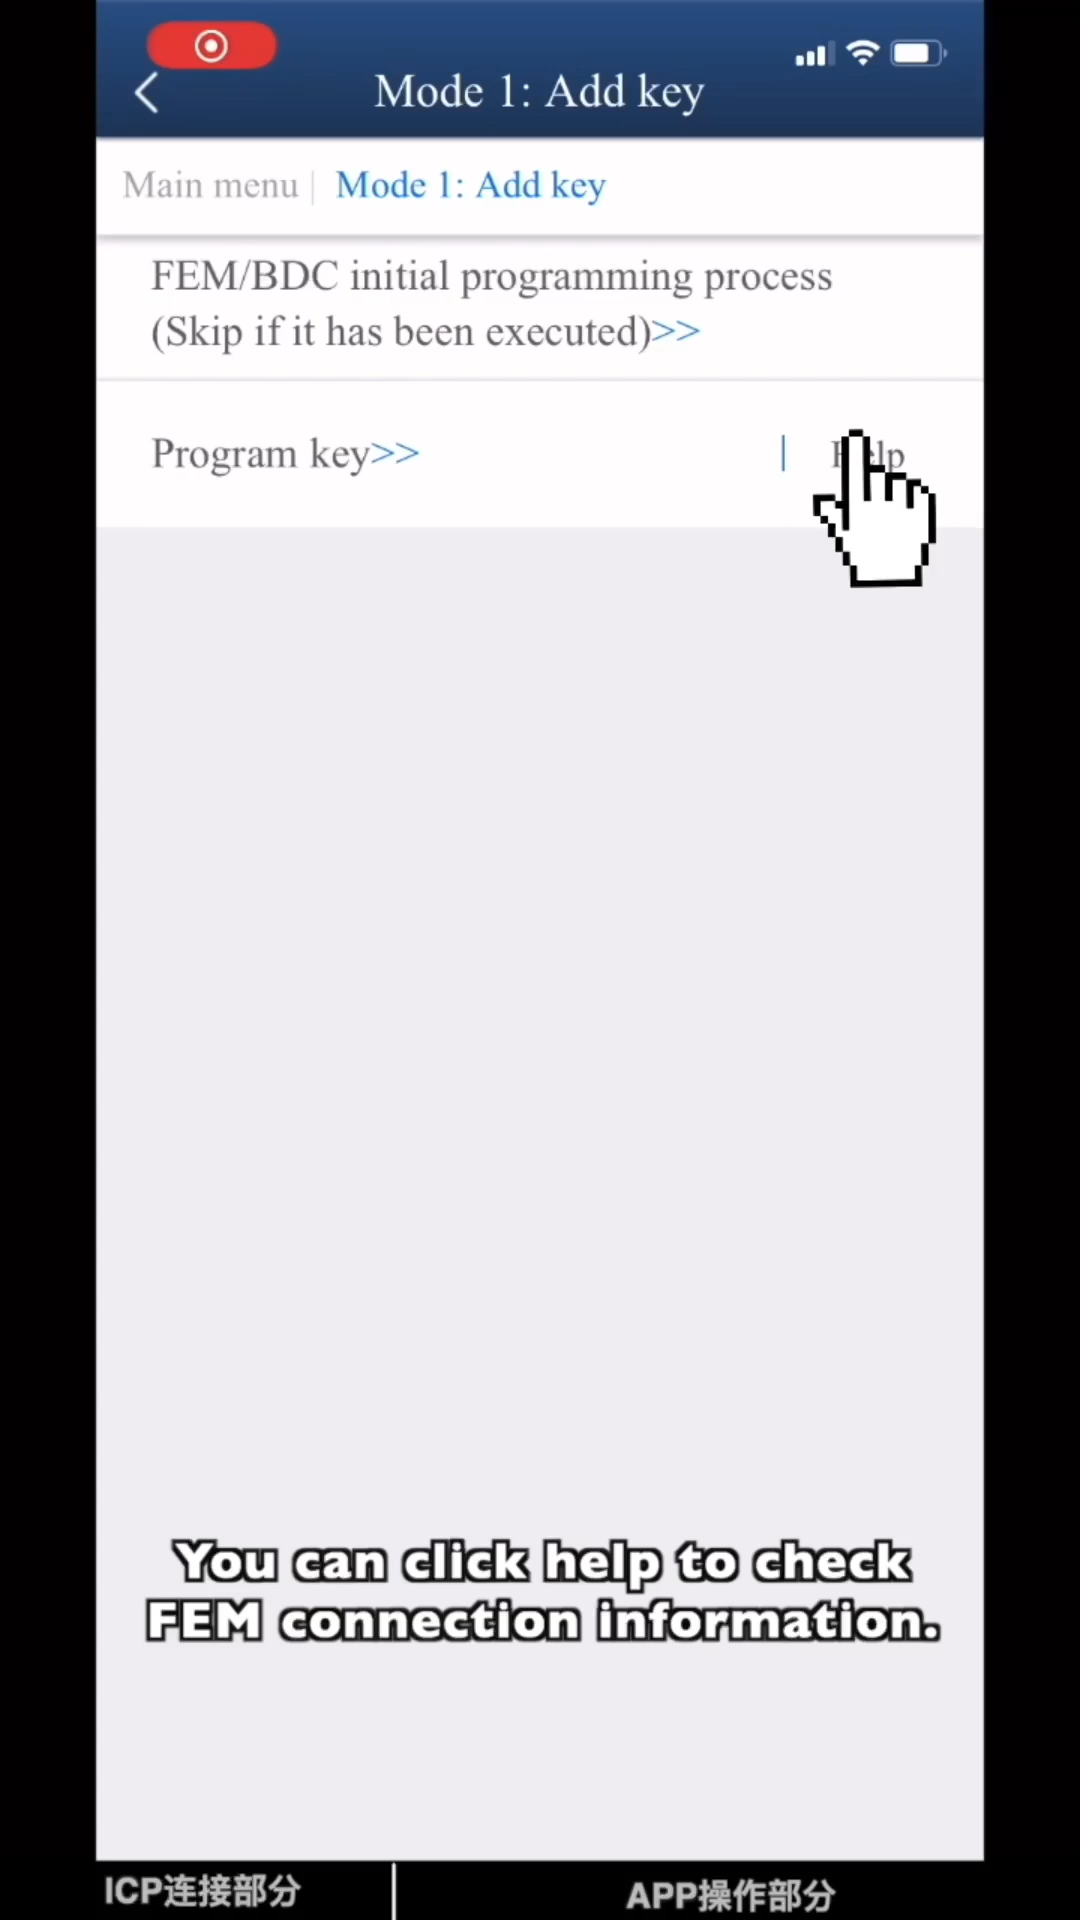 Mode 1: Add key
Main menu | Mode 1: Add key
FEM/BDC initial programming process
(Skip if it has been executed)>>
Program key>> | Help
You can click help to check
FEM connection information.
ICP连接部分 APP操作部分